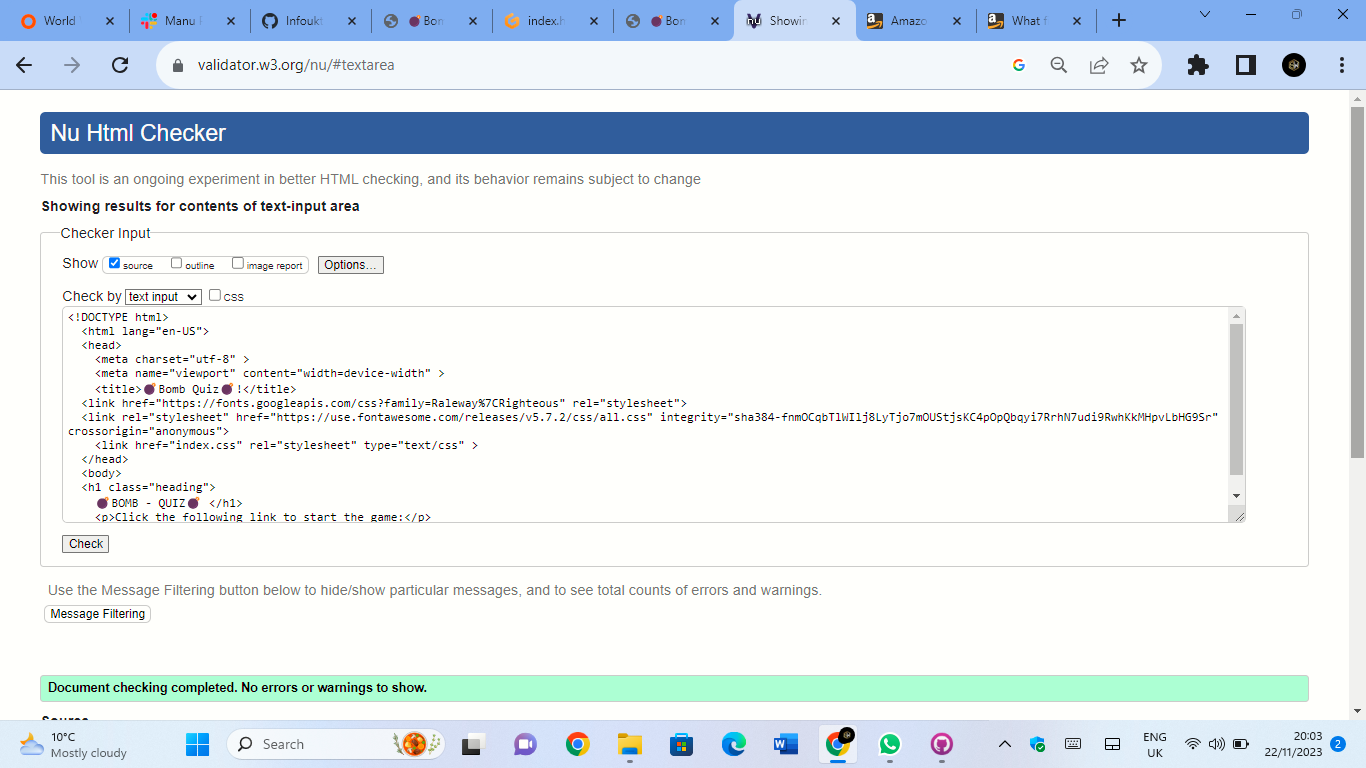 World
Manu
Infouk
Bon
index.h
Bon
nu
Showin
Amazo
What f
validator.w3.org/nu/#textarea
Nu Html Checker
This tool is an ongoing experiment in better HTML checking, and its behavior remains subject to change
Showing results for contents of text-input area
Checker Input
Show source outline image report Options...
Check by text input css
<!DOCTYPE html>
<html lang="en-US">
<head>
<meta charset="utf-8" >
<meta name="viewport" content="width=device-width" >
<title>💣Bomb Quiz💣!</title>
<link href="https://fonts.googleapis.com/css?family=Raleway%7CRighteous" rel="stylesheet">
<link rel="stylesheet" href="https://use.fontawesome.com/releases/v5.7.2/css/all.css" integrity="sha384-fnmOCqbTlWIlj8LyTjo7mOUStjsKC4pOpQbqyi7RrhN7udi9RwhKkMHpvLbHG9Sr"
crossorigin="anonymous">
<link href="index.css" rel="stylesheet" type="text/css" >
</head>
<body>
<h1 class="heading">
💣BOMB - QUIZ💣 </h1>
<p>Click the following link to start the game:</p>
Check
Use the Message Filtering button below to hide/show particular messages, and to see total counts of errors and warnings.
Message Filtering
Document checking completed. No errors or warnings to show.
Source
10°C
Mostly cloudy
Search
ENG
UK
20:03
22/11/2023
2